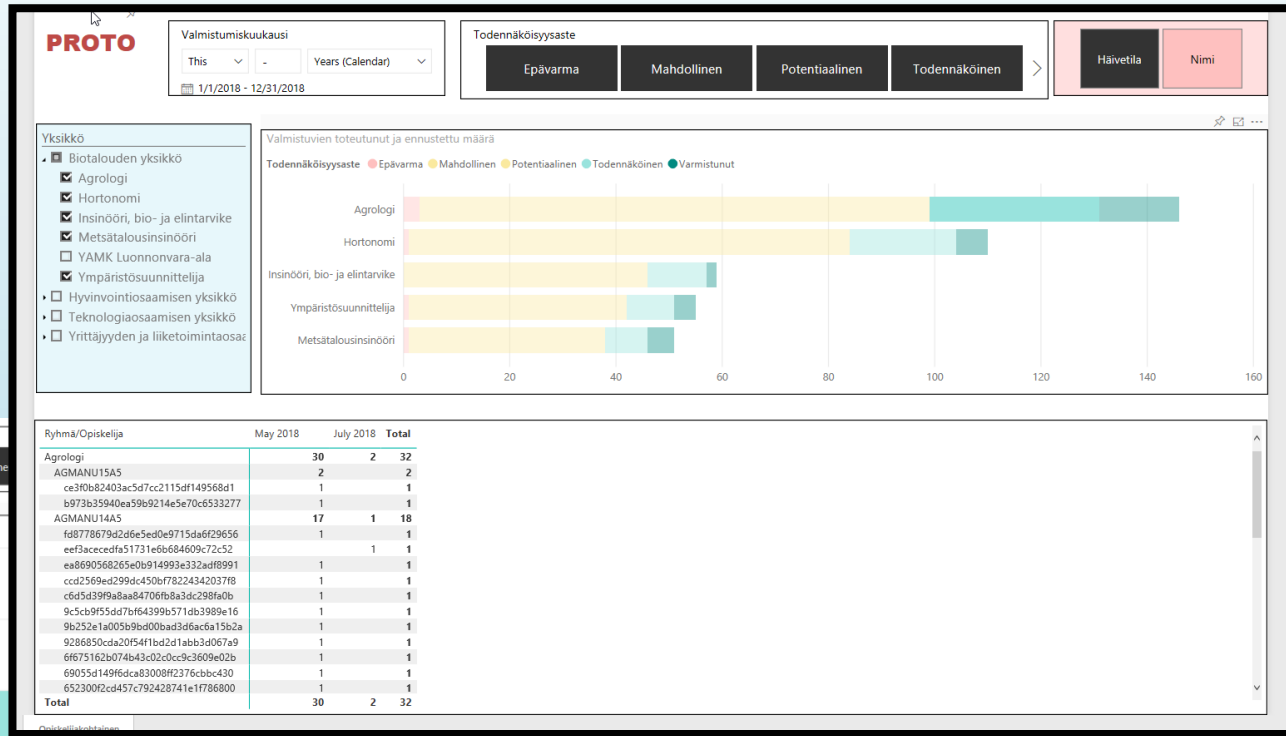 PROTO
Valmistumiskuukausi
This - Years (Calendar)
1/1/2018 - 12/31/2018
Todennäköisyysaste
Epävarma Mahdollinen Potentiaalinen Todennäköinen
Häivetila Nimi
Yksikkö
Biotalouden yksikkö
Agrologi
Hortonomi
Insinööri, bio- ja elintarvike
Metsätalousinsinööri
YAMK Luonnonvara-ala
Ympäristösuunnittelija
Hyvinvointiosaamisen yksikkö
Teknologiaosaamisen yksikkö
Yrittäjyyden ja liiketoimintaosaa
Valmistuvien toteutunut ja ennustettu määrä
Todennäköisyysaste Epävarma Mahdollinen Potentiaalinen Todennäköinen Varmistunut
Agrologi
Hortonomi
Insinööri, bio- ja elintarvike
Ympäristösuunnittelija
Metsätalousinsinööri
0 20 40 60 80 100 120 140 160
Ryhmä/Opiskelija May 2018 July 2018 Total
Agrologi 30 2 32
AGMANU15A5 2 2
ce3f0b82403ac5d7cc2115df149568d1 1 1
b973b35940ea59b9214e5e70c6533277 1 1
AGMANU14A5 17 1 18
fd8778679d2d6e5ed0e9715da6f29656 1 1
eef3acecedfa51731e6b684609c72c52 1 1
ea8690568265e0b914993e332adf8991 1 1
ccd2569ed299dc450bf78224342037f8 1 1
c6d5d39f9a8aa84706fb8a3dc298fa0b 1 1
9c5cb9f55dd7bf64399b571db3989e16 1 1
9b252e1a005b9bd00bad3d6ac6a15b2a 1 1
9286850cda20f54f1bd2d1abb3d067a9 1 1
6f675162b074b43c02c0cc9c3609e02b 1 1
69055d149f6dca83008ff2376cbbc430 1 1
652300f2cd457c792428741e1f786800 1 1
Total 30 2 32
Opiskelijakohtainen